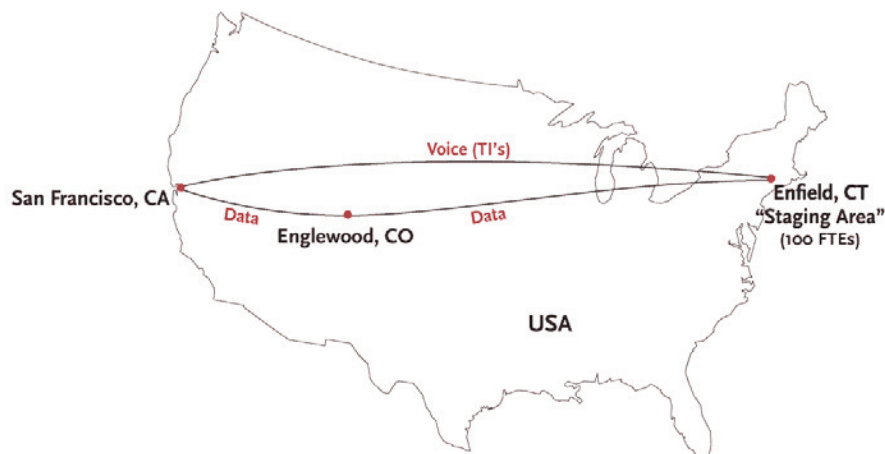 Voice (TI's)
San Francisco, CA
Data
Englewood, CO
Data
Enfield, CT
“Staging Area”
(100 FTEs)
USA